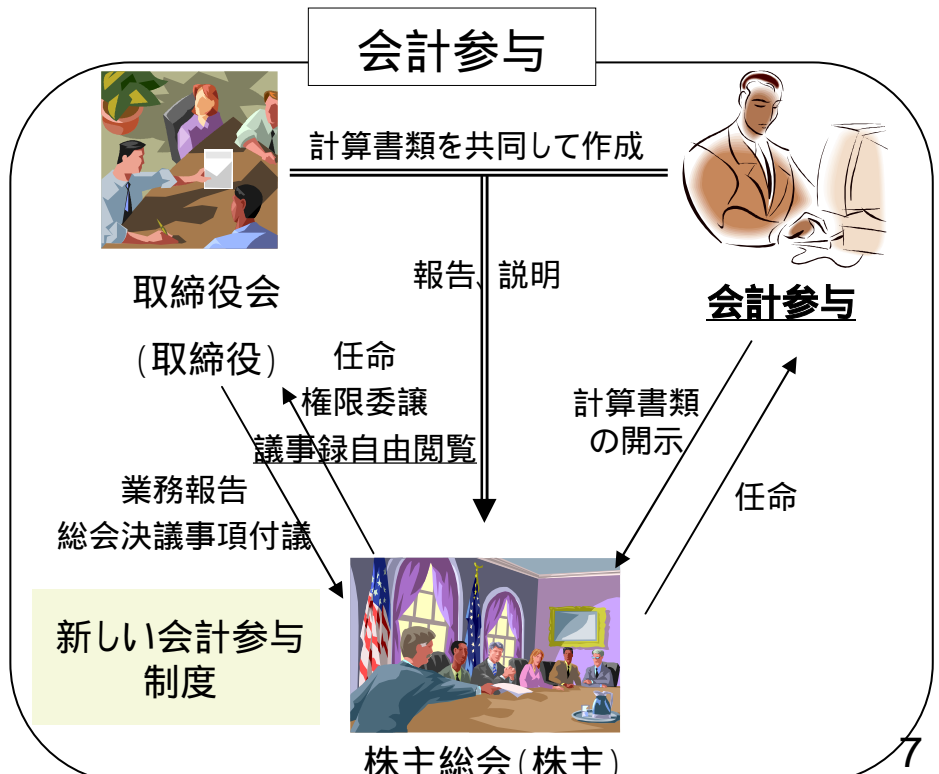 会計参与
計算書類を共同して作成
報告、説明
取締役会
(取締役)
会計参与
任命
権限委譲
議事録自由閲覧
計算書類
の開示
任命
業務報告
総会決議事項付議
新しい会計参与
制度
株主総会(株主)
7